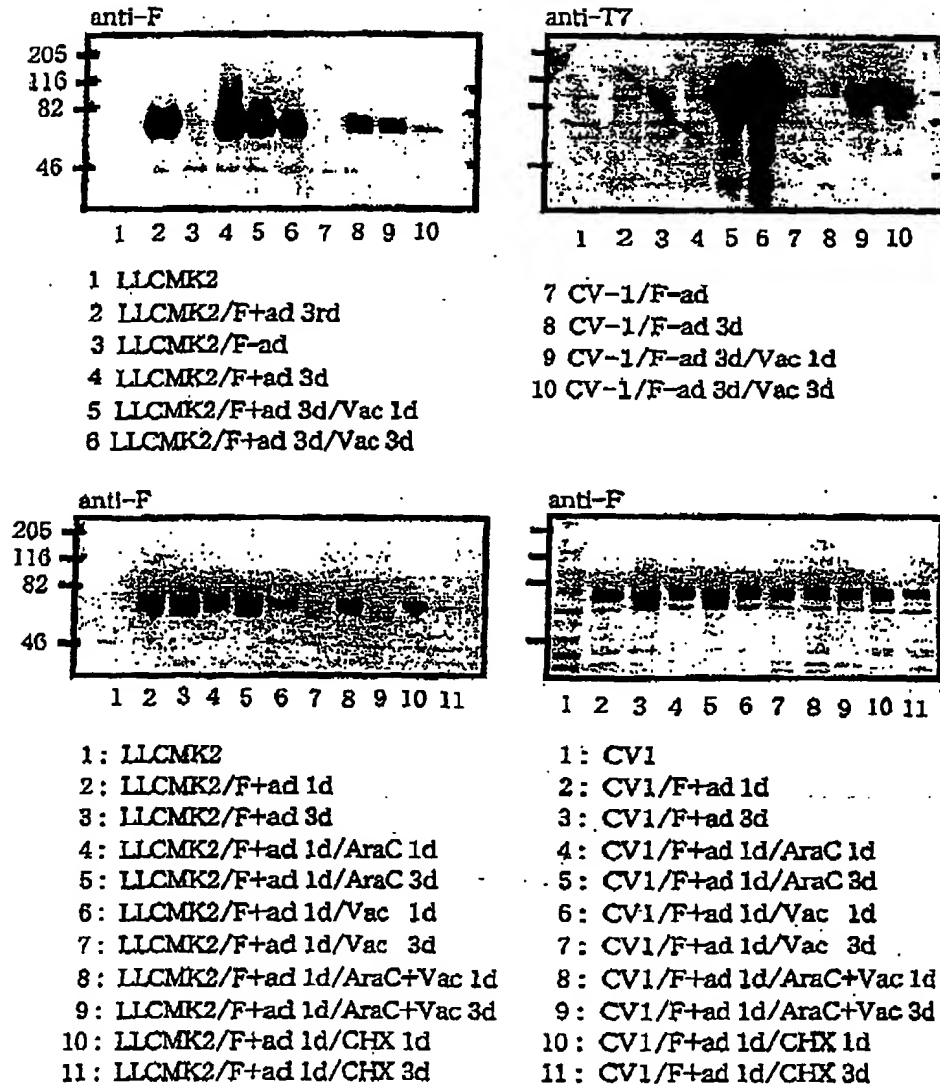 anti-F
205
116
82
46
1 2 3 4 5 6 7 8 9 10
anti-T7
1 2 3 4 5 6 7 8 9 10
1 LLCMK2
2 LLCMK2/F+ad 3rd
3 LLCMK2/F-ad
4 LLCMK2/F+ad 3d
5 LLCMK2/F+ad 3d/Vac 1d
6 LLCMK2/F+ad 3d/Vac 3d
7 CV-1/F-ad
8 CV-1/F-ad 3d
9 CV-1/F-ad 3d/Vac 1d
10 CV-1/F-ad 3d/Vac 3d
anti-F
205
116
82
46
1 2 3 4 5 6 7 8 9 10 11
anti-F
1 2 3 4 5 6 7 8 9 10 11
1: LLCMK2
2: LLCMK2/F+ad 1d
3: LLCMK2/F+ad 3d
4: LLCMK2/F+ad 1d/AraC 1d
5: LLCMK2/F+ad 1d/AraC 3d
6: LLCMK2/F+ad 1d/Vac 1d
7: LLCMK2/F+ad 1d/Vac 3d
8: LLCMK2/F+ad 1d/AraC+Vac 1d
9: LLCMK2/F+ad 1d/AraC+Vac 3d
10: LLCMK2/F+ad 1d/CHX 1d
11: LLCMK2/F+ad 1d/CHX 3d
1: CV1
2: CV1/F+ad 1d
3: CV1/F+ad 3d
4: CV1/F+ad 1d/AraC 1d
5: CV1/F+ad 1d/AraC 3d
6: CV1/F+ad 1d/Vac 1d
7: CV1/F+ad 1d/Vac 3d
8: CV1/F+ad 1d/AraC+Vac 1d
9: CV1/F+ad 1d/AraC+Vac 3d
10: CV1/F+ad 1d/CHX 1d
11: CV1/F+ad 1d/CHX 3d